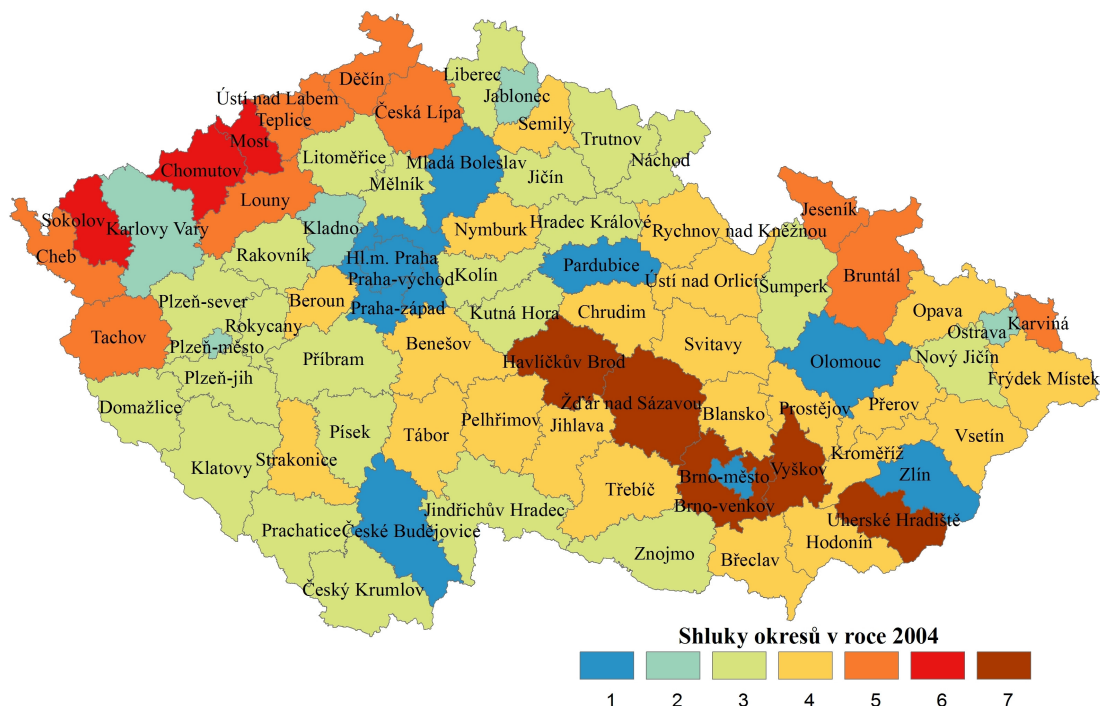 Děčín
Liberec
Jablonec
Ústí nad Labem
Teplice
Česká Lípa
Semily
Most
Trutnov
Litoměřice
Mladá Boleslav
Náchod
Chomutov
Jičín
Mělník
Louny
Jeseník
Sokolov
Karlovy Vary
Kladno
Nymburk
Hradec Králové
Rychnov nad Kněžnou
Cheb
Rakovník
Hl.m. Praha
Pardubice
Praha-východ
Kolín
Ústí nad Orlicí
Šumperk
Bruntál
Plzeň-sever
Beroun
Praha-západ
Kutná Hora
Chrudim
Opava
Rokycany
Ostrava
Karviná
Tachov
Plzeň-město
Benešov
Svitavy
Příbram
Havlíčkův Brod
Olomouc
Nový Jičín
Plzeň-jih
Frýdek Místek
Domažlice
Žďár nad Sázavou
Blansko
Prostějov
Přerov
Písek
Tábor
Pelhřimov
Jihlava
Vsetín
Klatovy
Strakonice
Kroměříž
Brno-město
Vyškov
Zlín
Třebíč
Brno-venkov
Jindřichův Hradec
Uherské Hradiště
Prachatice
České Budějovice
Hodonín
Znojmo
Břeclav
Český Krumlov
Shluky okresů v roce 2004
1 2 3 4 5 6 7